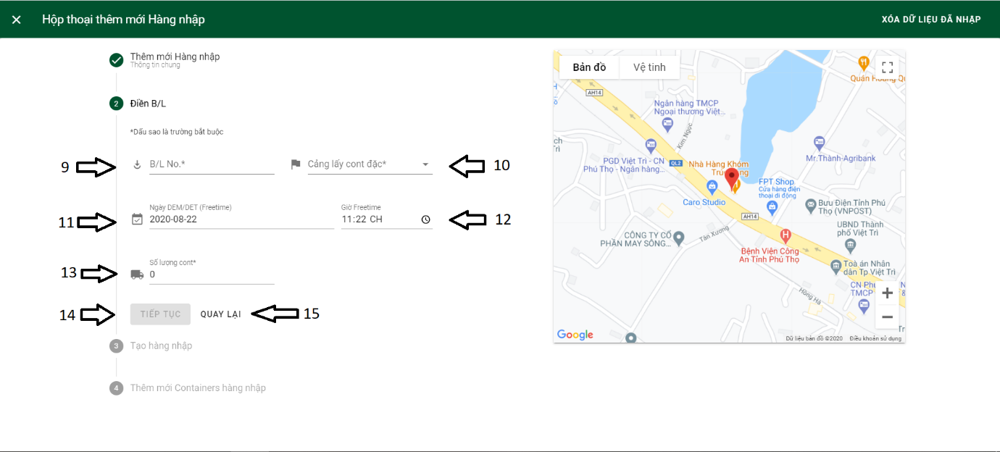 Hộp thoại thêm mới Hàng nhập
XÓA DỮ LIỆU ĐÃ NHẬP
Thêm mới Hàng nhập
Thông tin chung
2 Điền B/L
*Dấu sao là trường bắt buộc
9
B/L No.*
Cảng lấy cont đặc*
10
11
Ngày DEM/DET (Freetime)
2020-08-22
Giờ Freetime
11:22 CH
12
13
Số lượng cont*
0
14
TIẾP TỤC
QUAY LẠI
15
3 Tạo hàng nhập
4 Thêm mới Containers hàng nhập
Bản đồ
Vệ tinh
Quán Hoàng Qu
AH14
Ngân hàng TMCP
Ngoại thương Việt...
Kim Ngọc
ch
Trì
Mr.Thành-Agribank
PGD Việt Trì - CN
Phú Thọ - Ngân hàng...
QL2
Nhà Hàng Khóm
FPT Shop
Cửa hàng điện
thoại di động
Caro Studio
Bưu Điện Tỉnh Phú
Thọ (VNPOST)
AH14
UBND Thành
phố Việt Trì
Tân Xương
CÔNG TY CỔ
PHẦN MAY SÔNG...
Bệnh Viện Công
An Tỉnh Phú Thọ
Toà án Nhân
dân Tp Việt Trì
Hồng Hà
CN Phú
TMCP
N
&
Tr
Google
Dữ liệu bản đồ ©2020
Điều khoản sử dụng